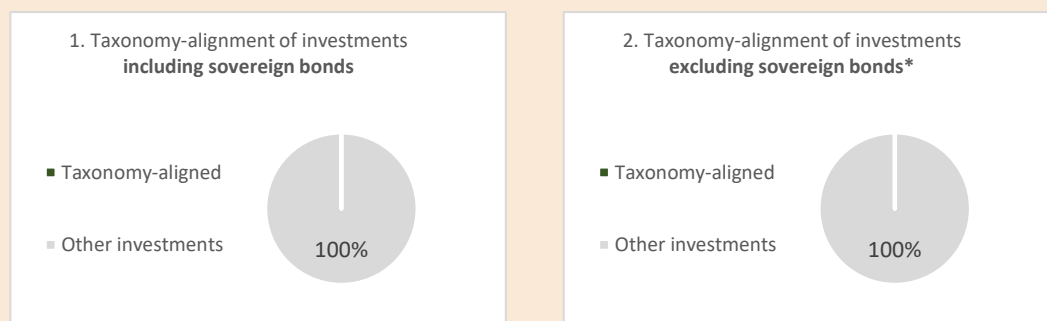 1. Taxonomy-alignment of investments
including sovereign bonds
Taxonomy-aligned
Other investments
100%
2. Taxonomy-alignment of investments
excluding sovereign bonds*
Taxonomy-aligned
Other investments
100%